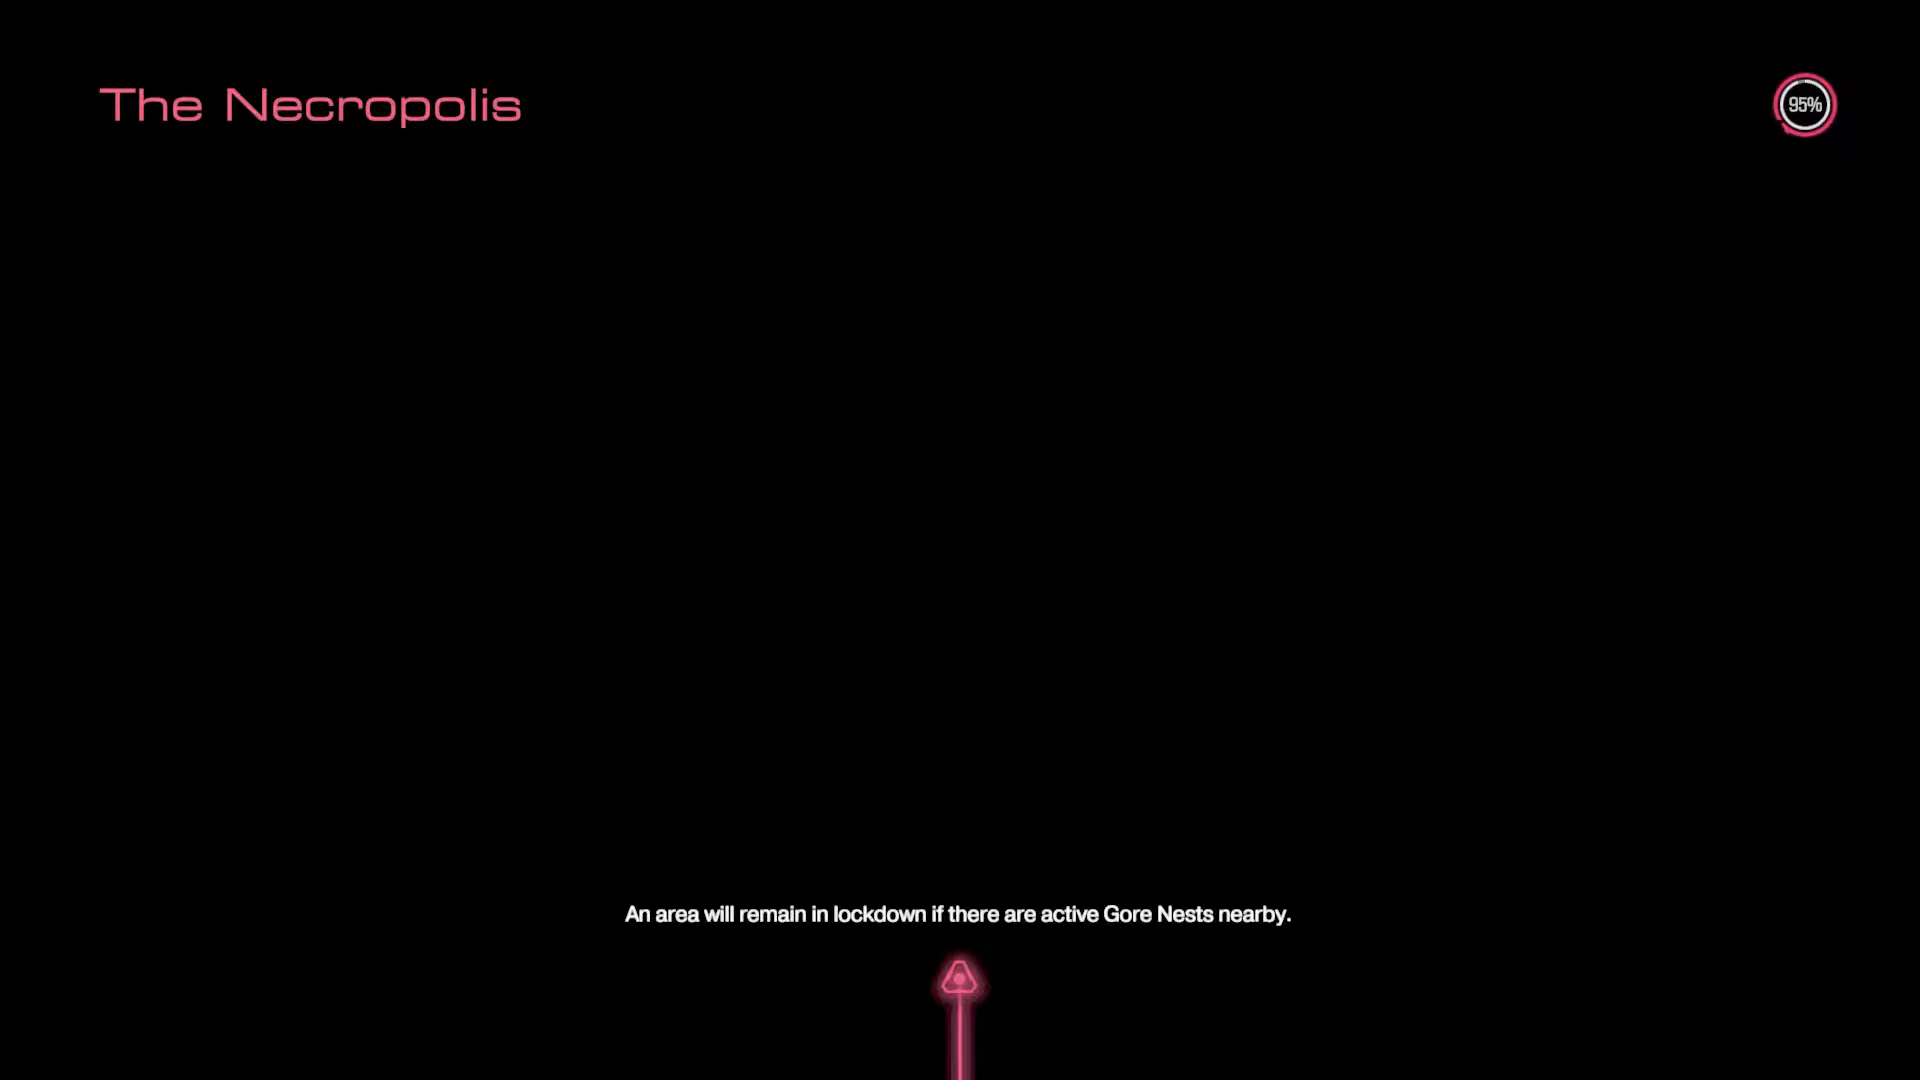 The Necropolis
95%
An area will remain in lockdown if there are active Gore Nests nearby.